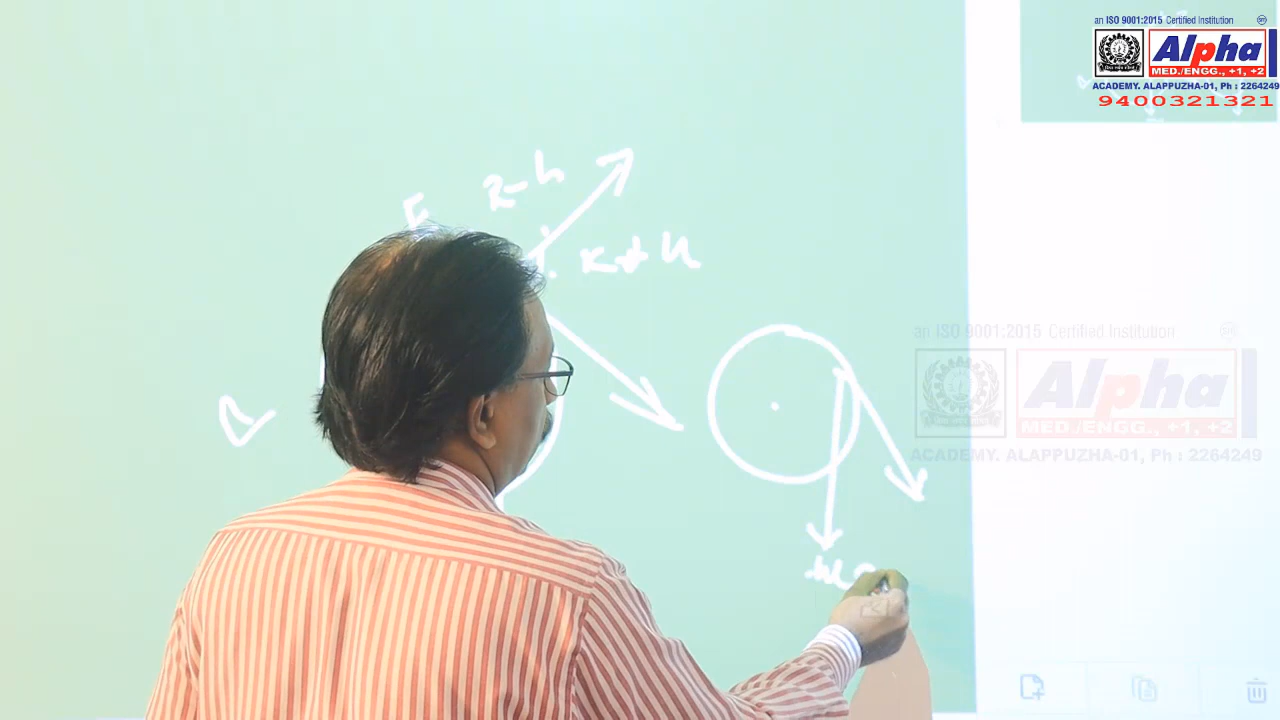 an ISO 9001:2015 Certified Institution
Alpha
MED./ENGG., +1, +2
ACADEMY. ALAPPUZHA-01, Ph : 2264249
9400321321
R-h
K+U
an ISO 9001:2015 Certified Institution
Alpha
MED./ENGG., +1, +2
ACADEMY. ALAPPUZHA-01, Ph : 2264249